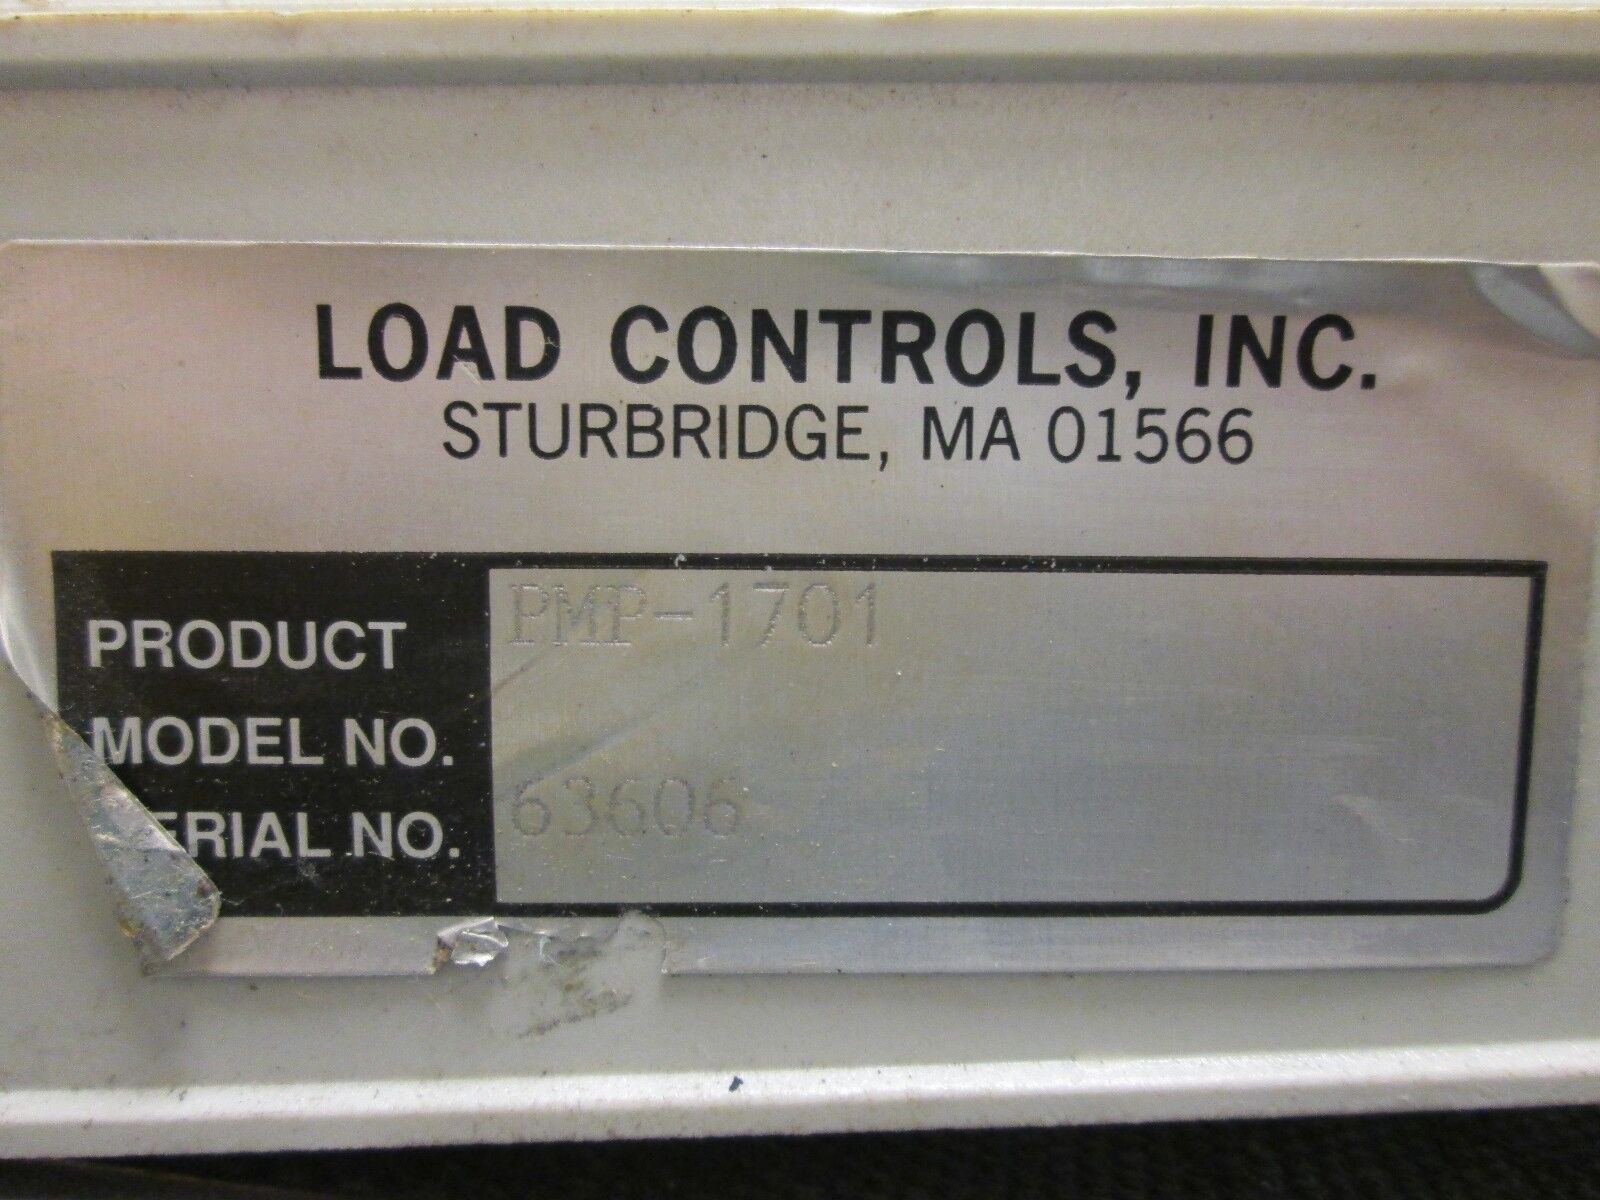 LOAD CONTROLS, INC.
STURBRIDGE, MA 01566
PRODUCT PMP-1701
MODEL NO.
ERIAL NO. 63606